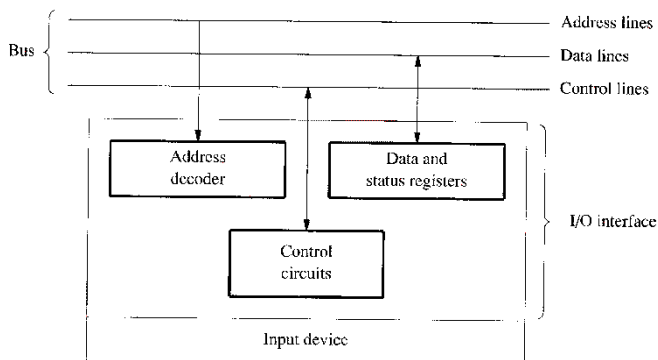 Bus
Address lines
Data lines
Control lines
Address
decoder
Data and
status registers
I/O interface
Control
circuits
Input device